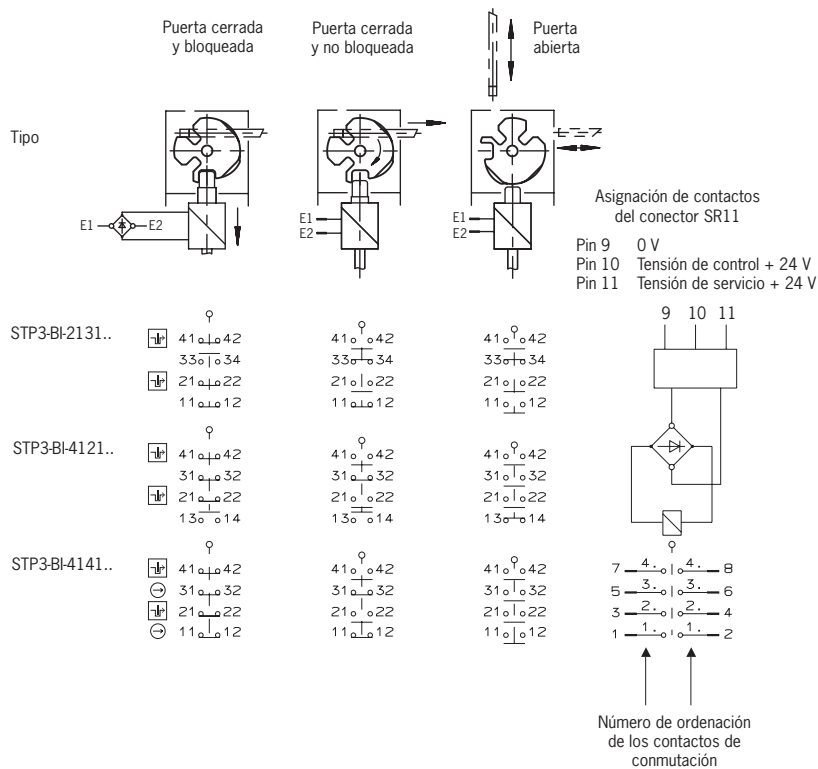 Puerta cerrada
y bloqueada
Puerta cerrada
y no bloqueada
Puerta
abierta
Tipo
E1
E2
E1
E2
E1
E2
Asignación de contactos
del conector SR11
Pin 9 0 V
Pin 10 Tensión de control + 24 V
Pin 11 Tensión de servicio + 24 V
9 10 11
STP3-BI-2131..
41 42 41 42 41 42
33 34 33 34 33 34
21 22 21 22 21 22
11 12 11 12 11 12
STP3-BI-4121..
41 42 41 42 41 42
31 32 31 32 31 32
21 22 21 22 21 22
13 14 13 14 13 14
STP3-BI-4141..
41 42 41 42 41 42
31 32 31 32 31 32
21 22 21 22 21 22
11 12 11 12 11 12
7 4. 4. 8
5 3. 3. 6
3 2. 2. 4
1 1. 1. 2
Número de ordenación
de los contactos de
conmutación